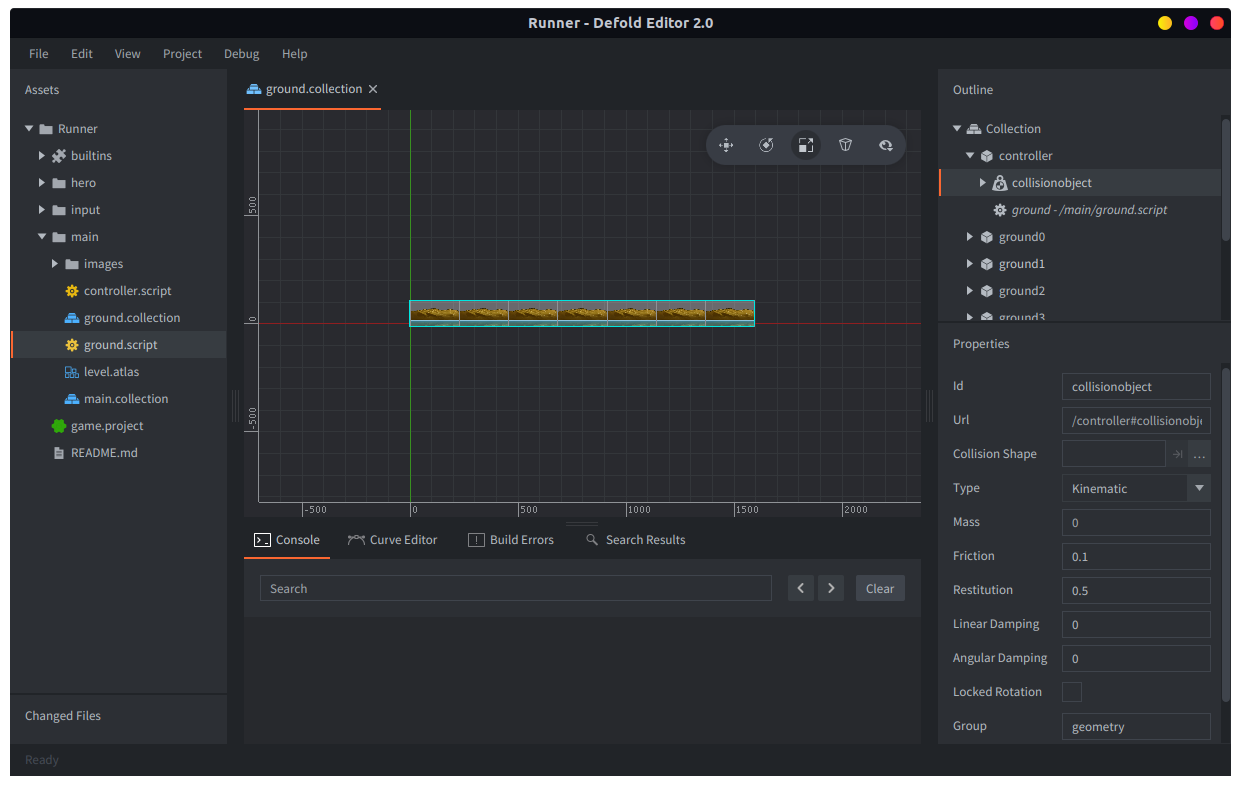 Runner - Defold Editor 2.0
File Edit View Project Debug Help
Assets
Runner
builtins
hero
input
main
images
controller.script
ground.collection
ground.script
level.atlas
main.collection
game.project
README.md
Changed Files
Ready
ground.collection
500
0
-500
-500 0 500 1000 1500 2000
Console Curve Editor Build Errors Search Results
Search Clear
Outline
Collection
controller
collisionobject
ground - /main/ground.script
ground0
ground1
ground2
ground3
Properties
Id collisionobject
Url /controller#collisionobj
Collision Shape ...
Type Kinematic
Mass 0
Friction 0.1
Restitution 0.5
Linear Damping 0
Angular Damping 0
Locked Rotation
Group geometry